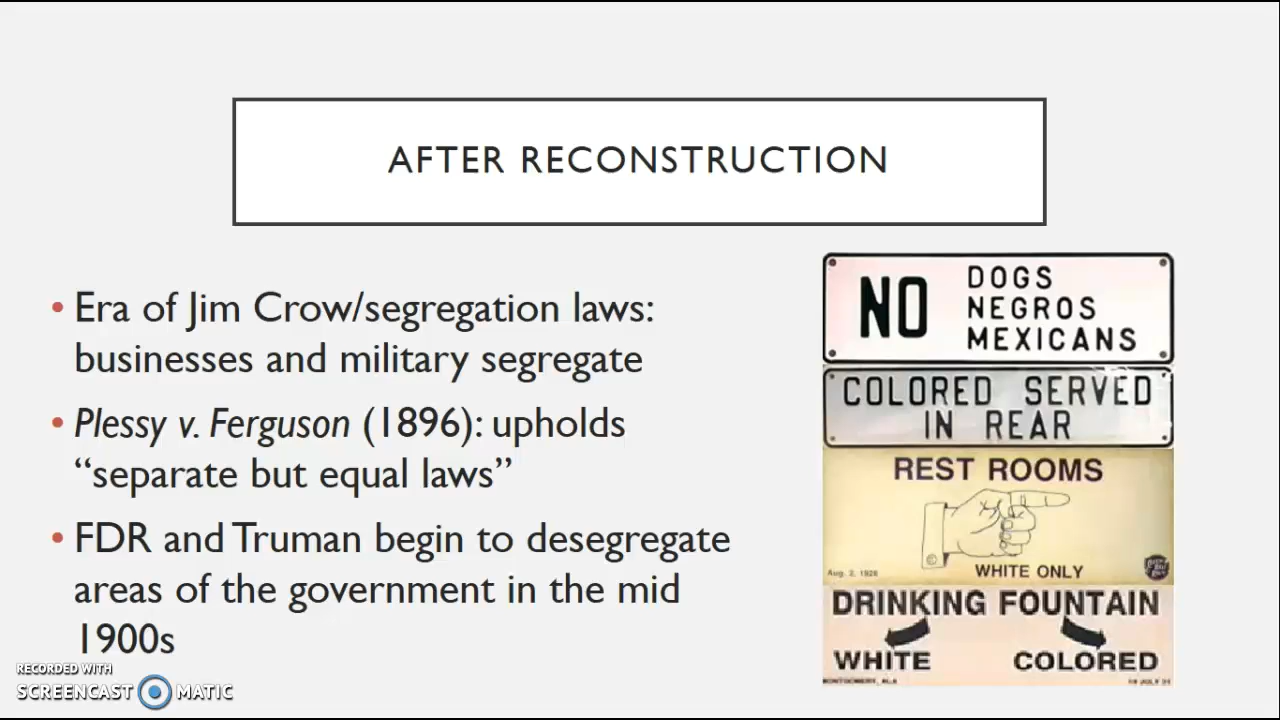 AFTER RECONSTRUCTION
• Era of Jim Crow/segregation laws:
businesses and military segregate
• Plessy v. Ferguson (1896): upholds
“separate but equal laws”
• FDR and Truman begin to desegregate
areas of the government in the mid
1900s
NO
DOGS
NEGROS
MEXICANS
COLORED SERVED
IN REAR
REST ROOMS
Aug. 2, 1928
WHITE ONLY
DRINKING FOUNTAIN
WHITE COLORED
MONTGOMERY, ALA
RECORDED WITH
SCREENCAST MATIC